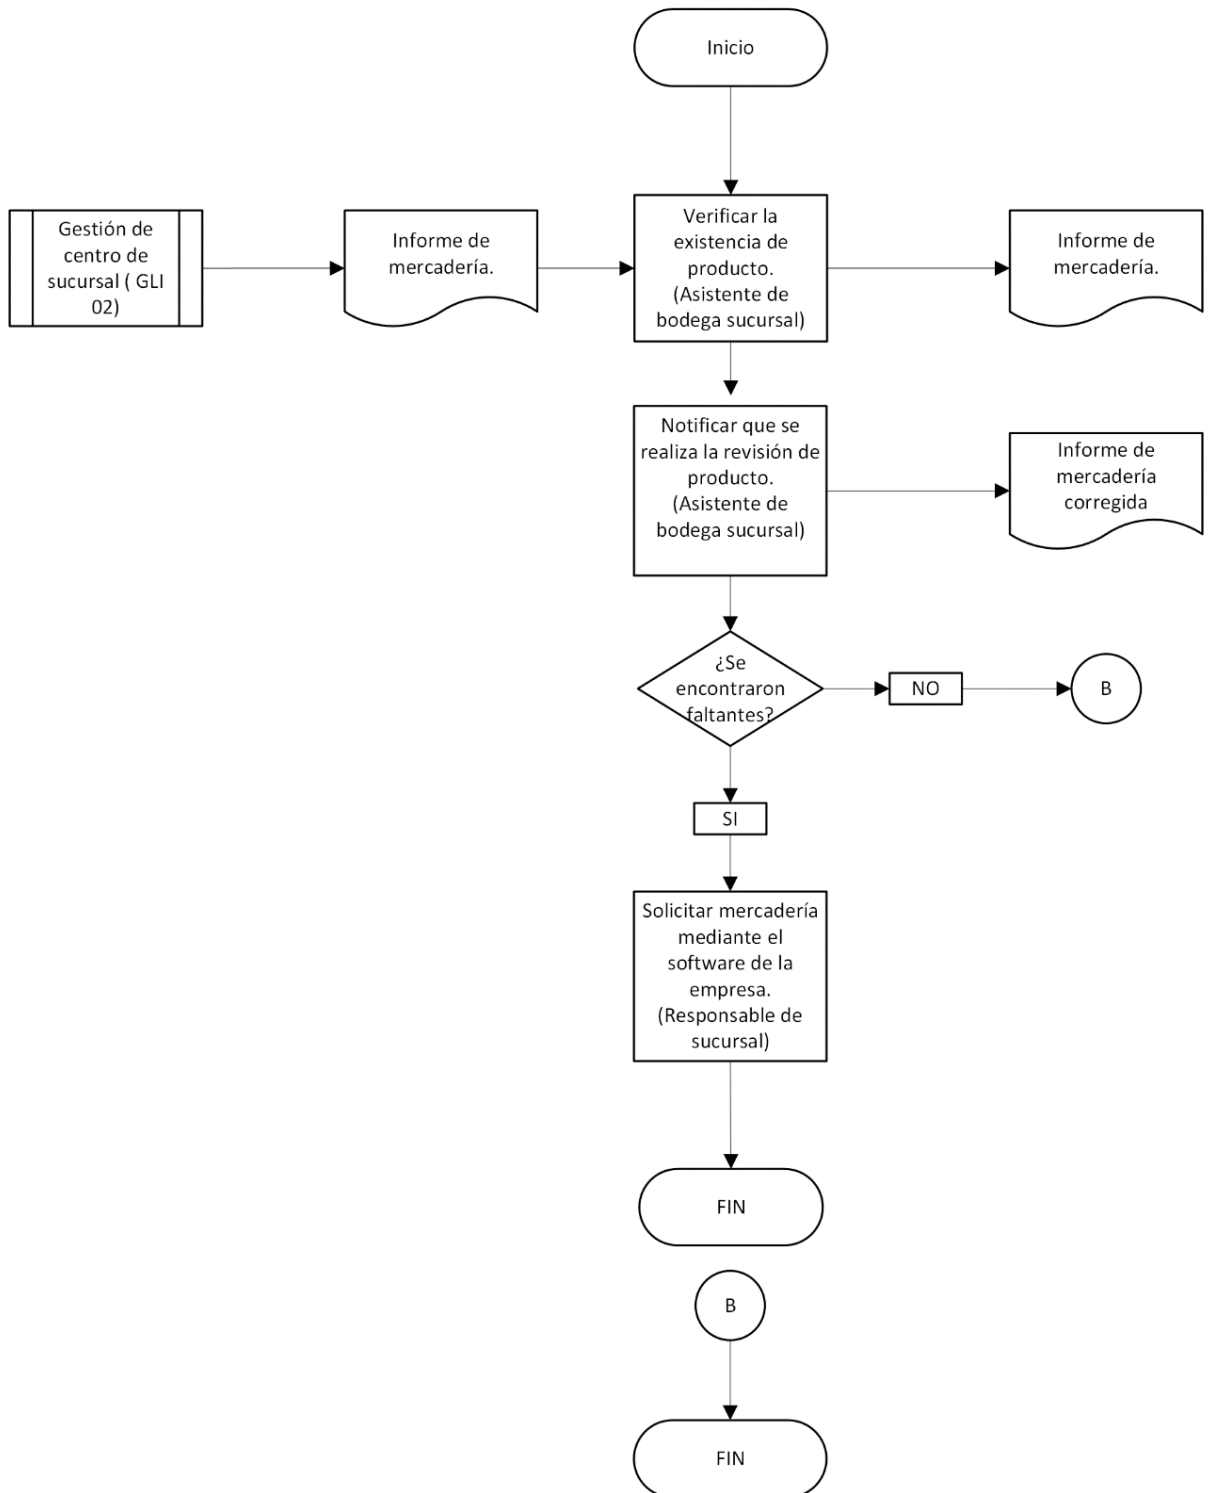 Inicio
Gestión de
centro de
sucursal ( GLI
02)
Informe de
mercadería.
Verificar la
existencia de
producto.
(Asistente de
bodega sucursal)
Informe de
mercadería.
Notificar que se
realiza la revisión de
producto.
(Asistente de
bodega sucursal)
Informe de
mercadería
corregida
¿Se
encontraron
faltantes?
NO
B
SI
Solicitar mercadería
mediante el
software de la
empresa.
(Responsable de
sucursal)
FIN
B
FIN